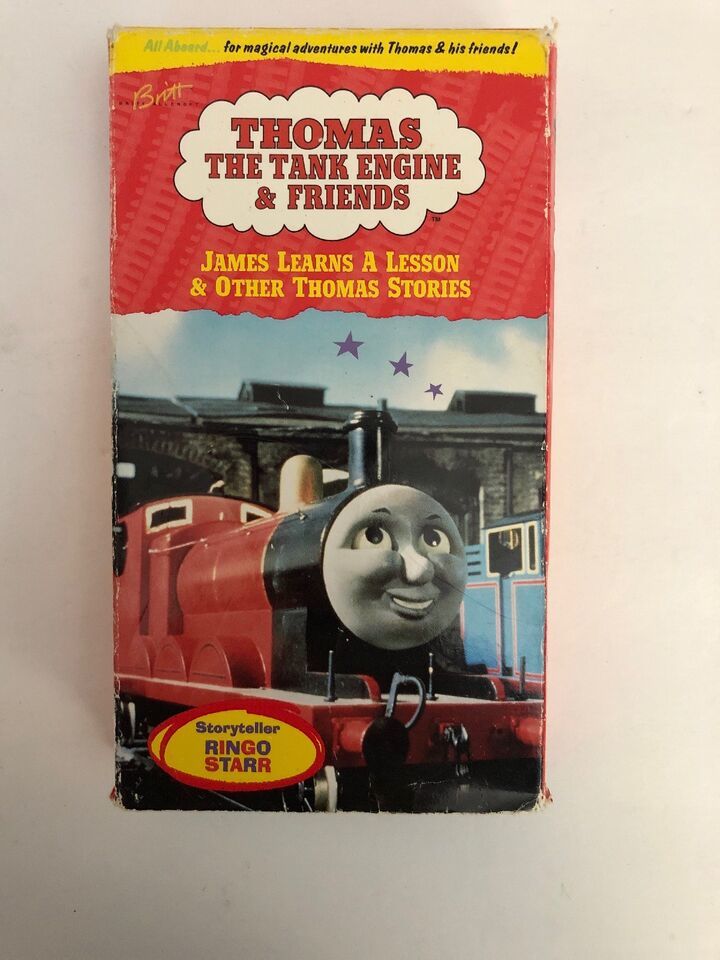 All Aboard... for magical adventures with Thomas & his friends!
Britt
THOMAS
THE TANK ENGINE
& FRIENDS
TM
JAMES LEARNS A LESSON
& OTHER THOMAS STORIES
Storyteller
RINGO
STARR